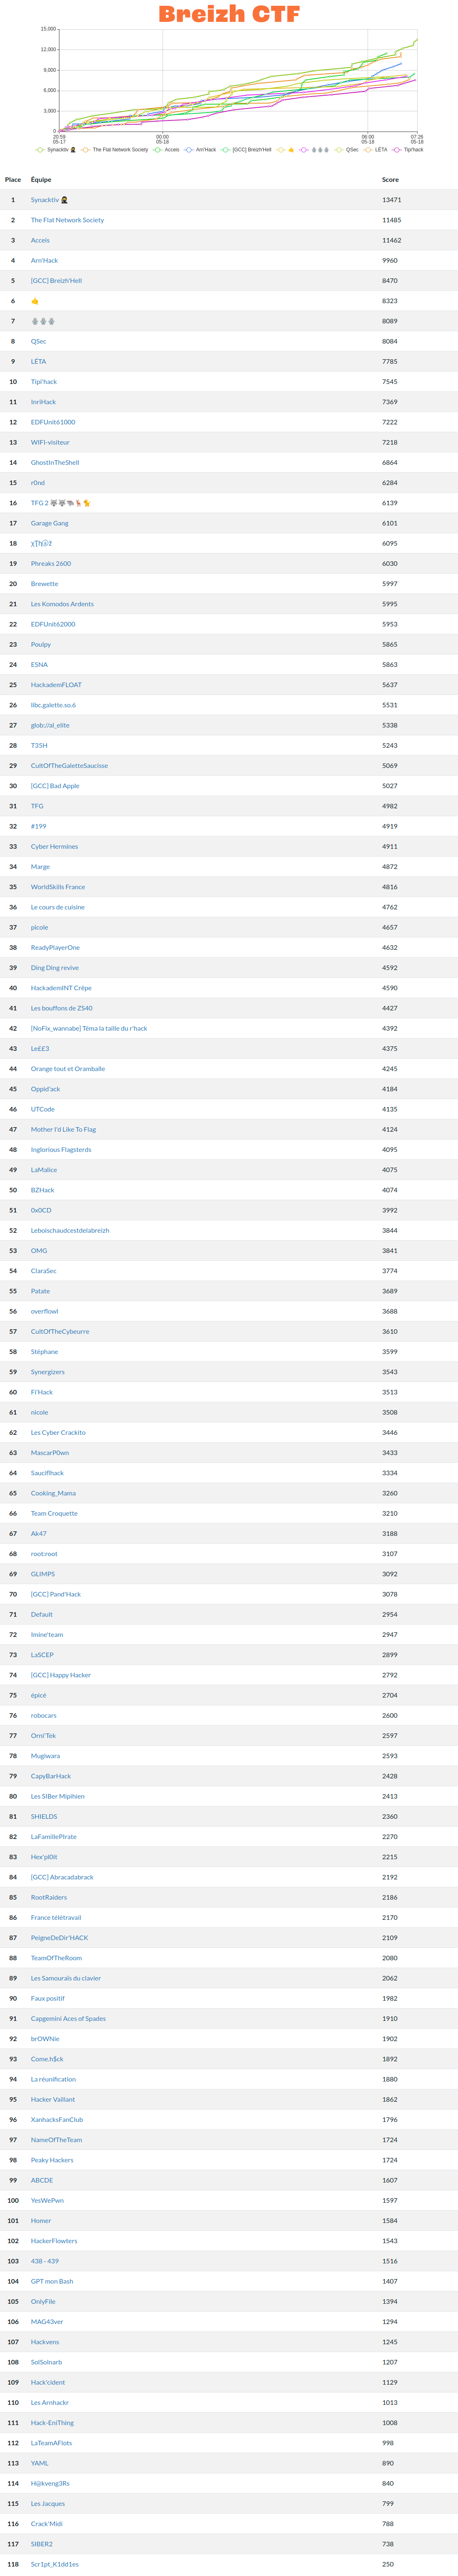 Breizh CTF
15,000
12,000
9,000
6,000
3,000
0
20:59 00:00 06:00 07:26
05-17 05-18 05-18 05-18
Synacktiv 🥷 The Flat Network Society Acceis Arn'Hack [GCC] Breizh'Hell 🤙 🪬🪬🪬 QSec LÉTA Tipi'hack
Place Équipe Score
1 Synacktiv 🥷 13471
2 The Flat Network Society 11485
3 Acceis 11462
4 Arn'Hack 9960
5 [GCC] Breizh'Hell 8470
6 🤙 8323
7 8089
8 QSec 8084
9 LÉTA 7785
10 Tipi'hack 7545
11 InriHack 7369
12 EDFUnit61000 7222
13 WIFI-visiteur 7218
14 GhostInTheShell 6864
15 r0nd 6284
16 TFG 2 6139
17 Garage Gang 6101
18 6095
19 Phreaks 2600 6030
20 Brewette 5997
21 Les Komodos Ardents 5995
22 EDFUnit62000 5953
23 Poulpy 5865
24 ESNA 5863
25 HackademFLOAT 5637
26 libc.galette.so.6 5531
27 glob://al_elite 5338
28 T35H 5243
29 CultOfTheGaletteSaucisse 5069
30 [GCC] Bad Apple 5027
31 TFG 4982
32 #199 4919
33 Cyber Hermines 4911
34 Marge 4872
35 WorldSkills France 4816
36 Le cours de cuisine 4762
37 picole 4657
38 ReadyPlayerOne 4632
39 Ding Ding revive 4592
40 HackademINT Crêpe 4590
41 Les bouffons de ZS40 4427
42 [NoFix_wannabe] Téma la taille du r'hack 4392
43 Le££3 4375
44 Orange tout et Oramballe 4245
45 Oppid'ack 4184
46 UTCode 4135
47 Mother I'd Like To Flag 4124
48 Inglorious Flagsterds 4095
49 LaMalice 4075
50 BZHack 4074
51 0x0CD 3992
52 Leboischaudcestdelabreizh 3844
53 OMG 3841
54 ClaraSec 3774
55 Patate 3689
56 overflowl 3688
57 CultOfTheCybeurre 3610
58 Stéphane 3599
59 Synergizers 3543
60 Fl'Hack 3513
61 nicole 3508
62 Les Cyber Crackito 3446
63 MascarP0wn 3433
64 Sauciflhack 3334
65 Cooking_Mama 3260
66 Team Croquette 3210
67 Ak47 3188
68 root:root 3107
69 GLIMPS 3092
70 [GCC] Pand'Hack 3078
71 Default 2954
72 Imine'team 2947
73 LaSCEP 2899
74 [GCC] Happy Hacker 2792
75 épicé 2704
76 robocars 2600
77 Orni'Tek 2597
78 Mugiwara 2593
79 CapyBarHack 2428
80 Les SIBer Mipihien 2413
81 SHIELDS 2360
82 LaFamillePIrate 2270
83 Hex'pl0it 2215
84 [GCC] Abracadabrack 2192
85 RootRaiders 2186
86 France télétravail 2170
87 PeigneDeDir'HACK 2109
88 TeamOfTheRoom 2080
89 Les Samouraïs du clavier 2062
90 Faux positif 1982
91 Capgemini Aces of Spades 1910
92 brOWNie 1902
93 Come.h$ck 1892
94 La réunification 1880
95 Hacker Vaillant 1862
96 XanhacksFanClub 1796
97 NameOfTheTeam 1724
98 Peaky Hackers 1724
99 ABCDE 1607
100 YesWePwn 1597
101 Homer 1584
102 HackerFlowters 1543
103 438 - 439 1516
104 GPT mon Bash 1407
105 OnlyFile 1394
106 MAG43ver 1294
107 Hackvens 1245
108 SolSolnarb 1207
109 Hack'cident 1129
110 Les Arnhackr 1013
111 Hack-EniThing 1008
112 LaTeamAFlots 998
113 YAML 890
114 H@kveng3Rs 840
115 Les Jacques 799
116 Crack'Midi 788
117 SIBER2 738
118 Scr1pt_K1dd1es 250